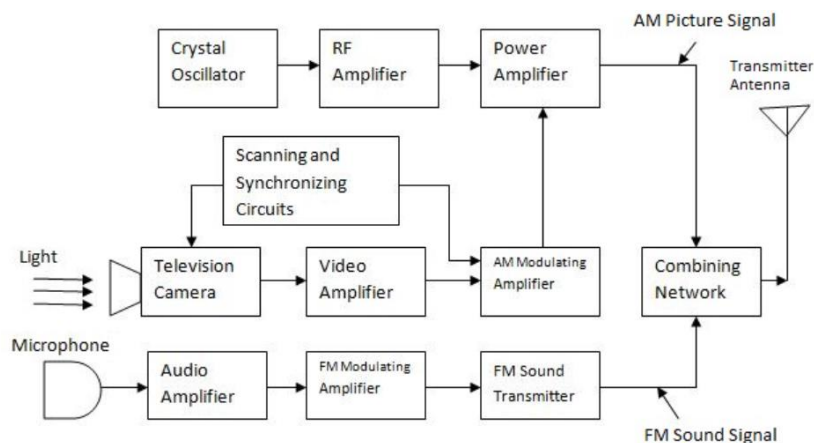 AM Picture Signal
Crystal
Oscillator
RF
Amplifier
Power
Amplifier
Transmitter
Antenna
Scanning and
Synchronizing
Circuits
Light
Television
Camera
Video
Amplifier
AM Modulating
Amplifier
Combining
Network
Microphone
Audio
Amplifier
FM Modulating
Amplifier
FM Sound
Transmitter
FM Sound Signal